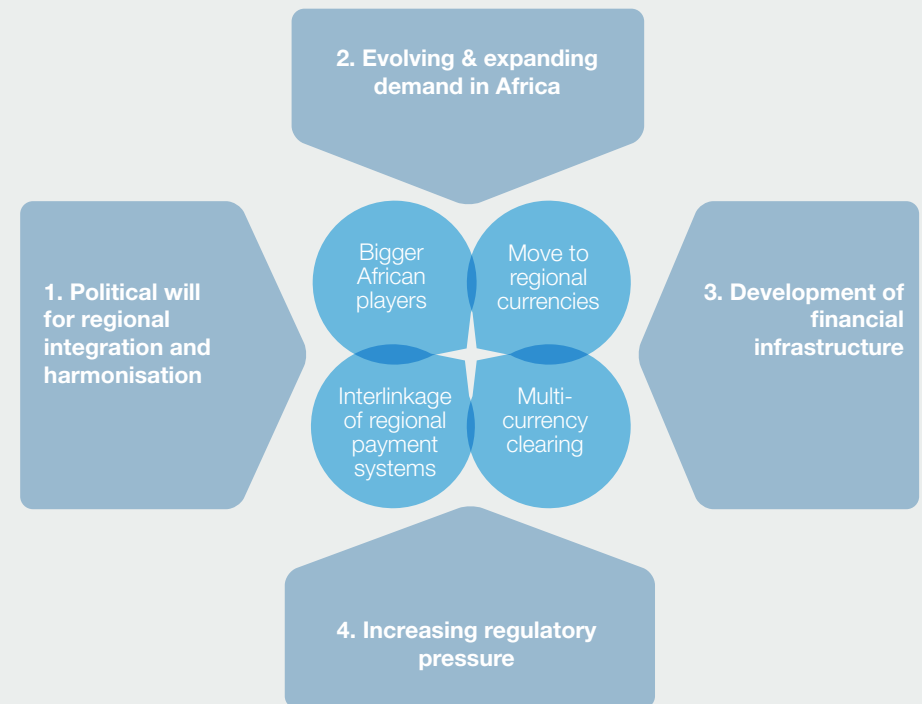 2. Evolving & expanding
demand in Africa
1. Political will
for regional
integration and
harmonisation
Bigger
African
players
Move to
regional
currencies
Interlinkage
of regional
payment
systems
Multi-
currency
clearing
3. Development of
financial
infrastructure
4. Increasing regulatory
pressure